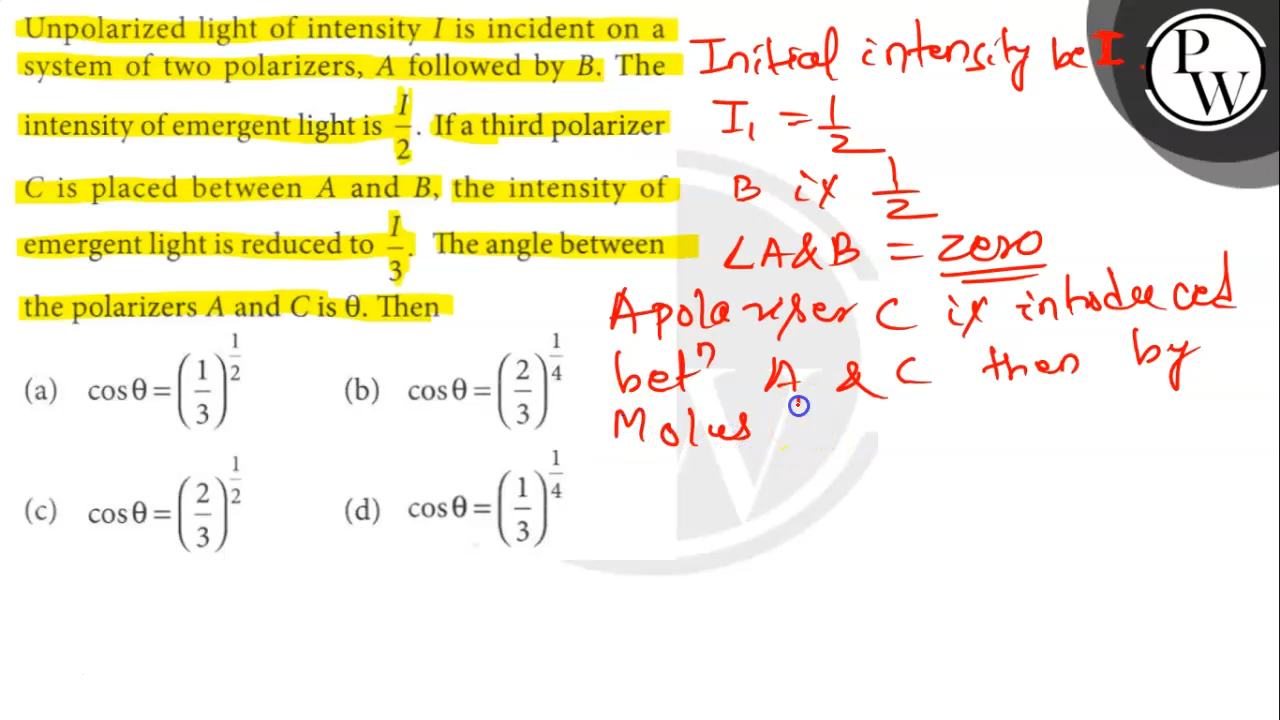 Unpolarized light of intensity I is incident on a
system of two polarizers, A followed by B. The
intensity of emergent light is I/2. If a third polarizer
C is placed between A and B, the intensity of
emergent light is reduced to I/3. The angle between
the polarizers A and C is θ. Then
(a) cosθ = (1/3)^(1/2) (b) cosθ = (2/3)^(1/4)
(c) cosθ = (2/3)^(1/2) (d) cosθ = (1/3)^(1/4)
Initial intensity be I.
I₁ = 1/2
B is 1/2
∠A&B = zero
A polariser C is introduced
betⁿ A & C then by
Molus
P
W